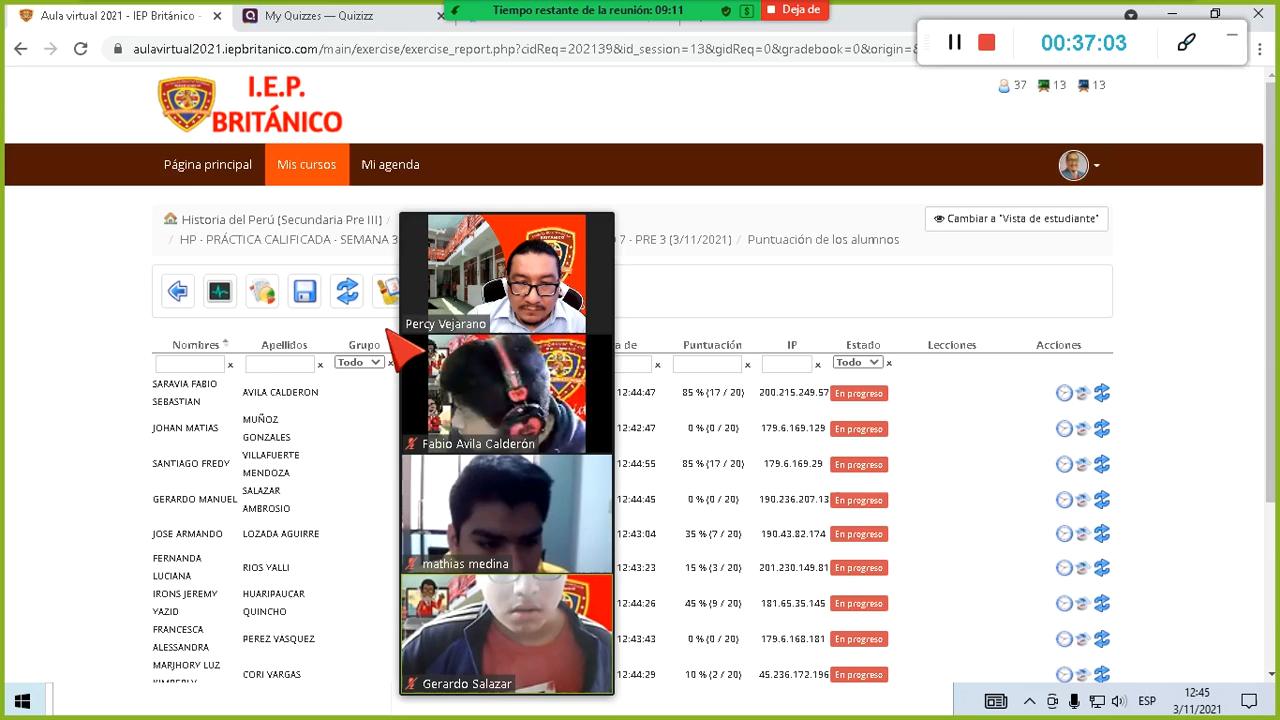 Aula virtual 2021 - IEP Británico
My Quizzes — Quizizz
Tiempo restante de la reunión: 09:11
Deja de
aulavirtual2021.iepbritanico.com/main/exercise/exercise_report.php?cidReq=202139&id_session=13&gidReq=0&gradebook=0&origin=
00:37:03
I.E.P.
BRITÁNICO
37 13 13
Página principal
Mis cursos
Mi agenda
Historia del Perú (Secundaria Pre III) /
/ HP - PRÁCTICA CALIFICADA - SEMANA 3
7 - PRE 3 (3/11/2021) / Puntuación de los alumnos
Cambiar a "Vista de estudiante"
Nombres Apellidos Grupo a de Puntuación IP Estado Lecciones Acciones
x x Todo x x x x Todo x
SARAVIA FABIO SEBASTIAN AVILA CALDERON 12:44:47 85 % (17 / 20) 200.215.249.57 En progreso
JOHAN MATIAS MUÑOZ GONZALES 12:42:47 0 % (0 / 20) 179.6.169.129 En progreso
SANTIAGO FREDY VILLAFUERTE MENDOZA 12:44:55 85 % (17 / 20) 179.6.169.29 En progreso
GERARDO MANUEL SALAZAR AMBROSIO 12:44:45 0 % (0 / 20) 190.236.207.13 En progreso
JOSE ARMANDO LOZADA AGUIRRE 12:43:04 35 % (7 / 20) 190.43.82.174 En progreso
FERNANDA LUCIANA RIOS YALLI 12:43:23 15 % (3 / 20) 201.230.149.81 En progreso
IRONS JEREMY YAZID HUARIPAUCAR QUINCHO 12:44:26 45 % (9 / 20) 181.65.35.145 En progreso
FRANCESCA ALESSANDRA PEREZ VASQUEZ 12:43:43 0 % (0 / 20) 179.6.168.181 En progreso
MARJHORY LUZ CORI VARGAS 12:44:29 10 % (2 / 20) 45.236.172.196 En progreso
Percy Vejarano
Fabio Avila Calderón
mathias medina
Gerardo Salazar
ESP
12:45
3/11/2021